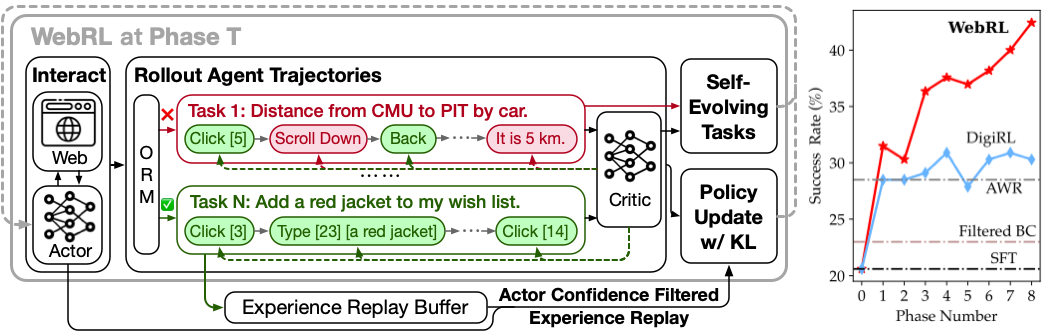 WebRL at Phase T
Interact
Web
Actor
Rollout Agent Trajectories
O
R
M
Task 1: Distance from CMU to PIT by car.
Click [5]
Scroll Down
Back
It is 5 km.
Task N: Add a red jacket to my wish list.
Click [3]
Type [23] [a red jacket]
Click [14]
Critic
Self-
Evolving
Tasks
Policy
Update
w/ KL
Experience Replay Buffer
Actor Confidence Filtered
Experience Replay
WebRL
DigiRL
AWR
Filtered BC
SFT
Success Rate (%)
40
35
30
25
20
0 1 2 3 4 5 6 7 8
Phase Number